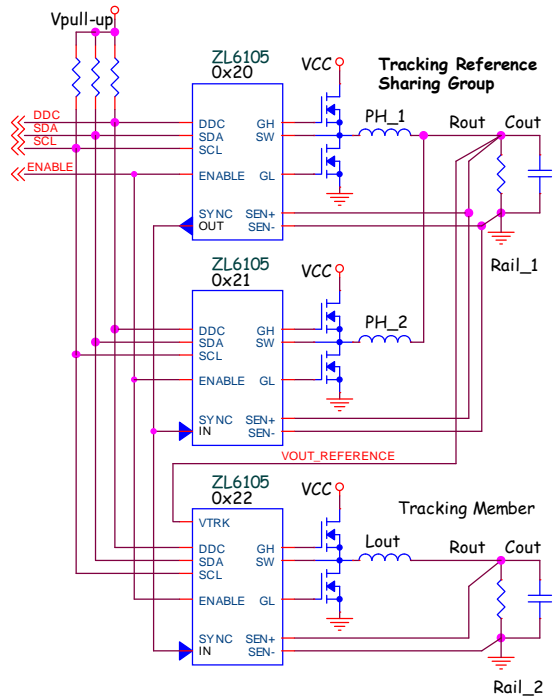 Vpull-up
ZL6105
0x20
VCC
Tracking Reference
Sharing Group
DDC
SDA
SCL
ENABLE
DDC
SDA
SCL
ENABLE
SYNC
OUT
GH
SW
GL
SEN+
SEN-
PH_1
Rout
Cout
Rail_1
ZL6105
0x21
VCC
DDC
SDA
SCL
ENABLE
SYNC
IN
GH
SW
GL
SEN+
SEN-
PH_2
VOUT_REFERENCE
ZL6105
0x22
VCC
Tracking Member
VTRK
DDC
SDA
SCL
ENABLE
SYNC
IN
GH
SW
GL
SEN+
SEN-
Lout
Rout
Cout
Rail_2